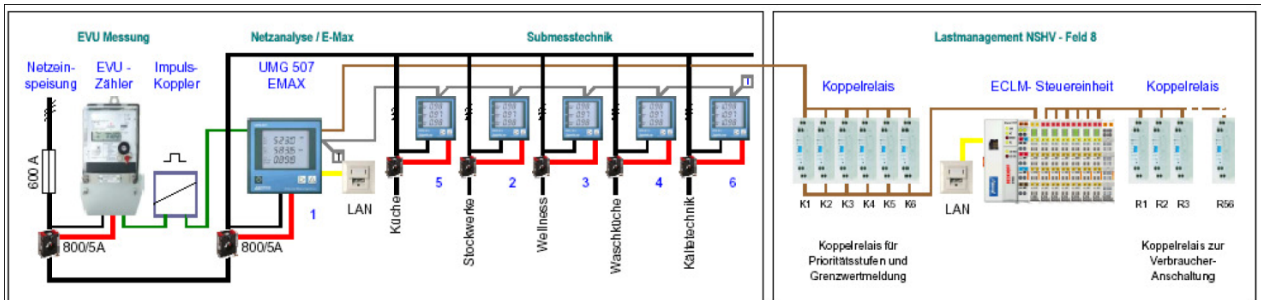 EVU Messung
Netzanalyse / E-Max
Submesstechnik
Lastmanagement NSHV - Feld 8
Netzein-
speisung
EVU -
Zähler
Impuls-
Koppler
UMG 507
EMAX
600 A
800/5A
800/5A
1
LAN
Küche
5
Stockwerke
2
Wellness
3
Waschküche
4
Kältetechnik
6
Koppelrelais
ECLM- Steuereinheit
Koppelrelais
K1 K2 K3 K4 K5 K6
LAN
R1 R2 R3 R56
Koppelrelais für
Prioritätsstufen und
Grenzwertmeldung
Koppelrelais zur
Verbraucher-
Anschaltung